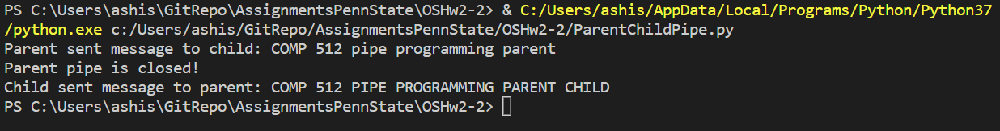 PS C:\Users\ashis\GitRepo\AssignmentsPennState\OSHw2-2> & C:/Users/ashis/AppData/Local/Programs/Python/Python37
/python.exe c:/Users/ashis/GitRepo/AssignmentsPennState/OSHw2-2/ParentChildPipe.py
Parent sent message to child: COMP 512 pipe programming parent
Parent pipe is closed!
Child sent message to parent: COMP 512 PIPE PROGRAMMING PARENT CHILD
PS C:\Users\ashis\GitRepo\AssignmentsPennState\OSHw2-2>